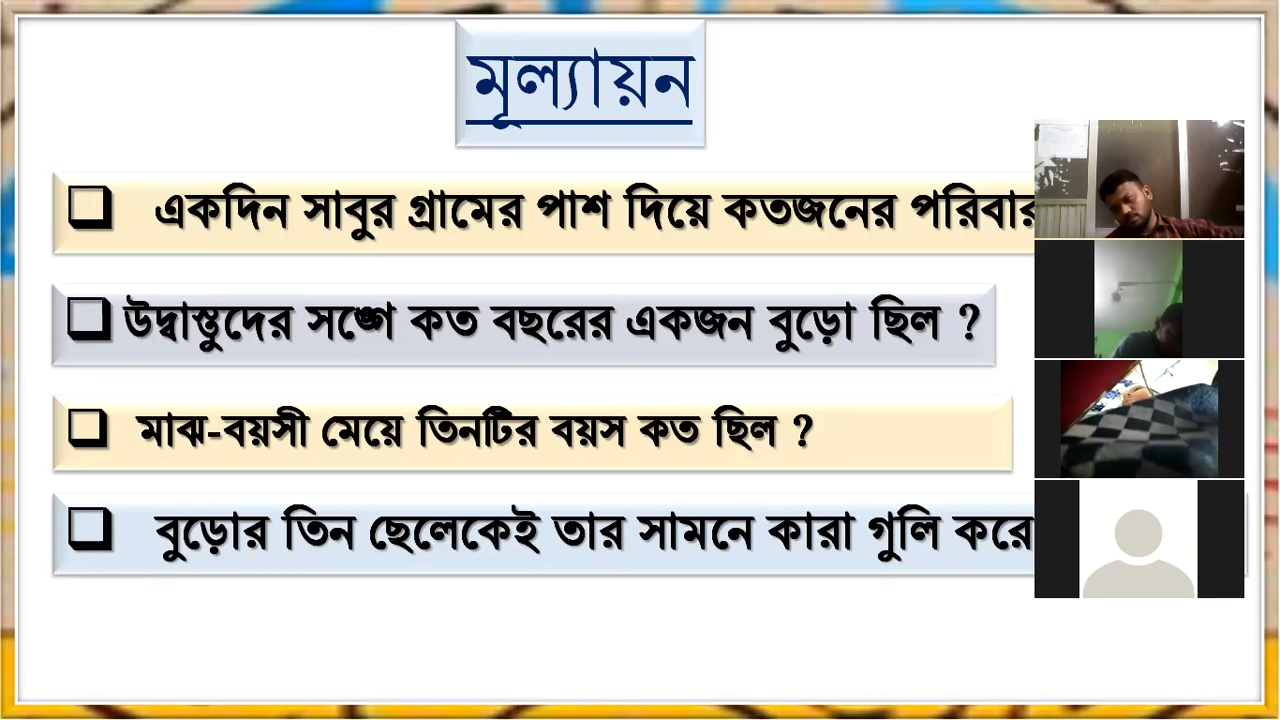 মূল্যায়ন
একদিন সাবুর গ্রামের পাশ দিয়ে কতজনের পরিবার
উদ্বাস্তুদের সঙ্গে কত বছরের একজন বুড়ো ছিল ?
মাঝ-বয়সী মেয়ে তিনটির বয়স কত ছিল ?
বুড়োর তিন ছেলেকেই তার সামনে কারা গুলি করে